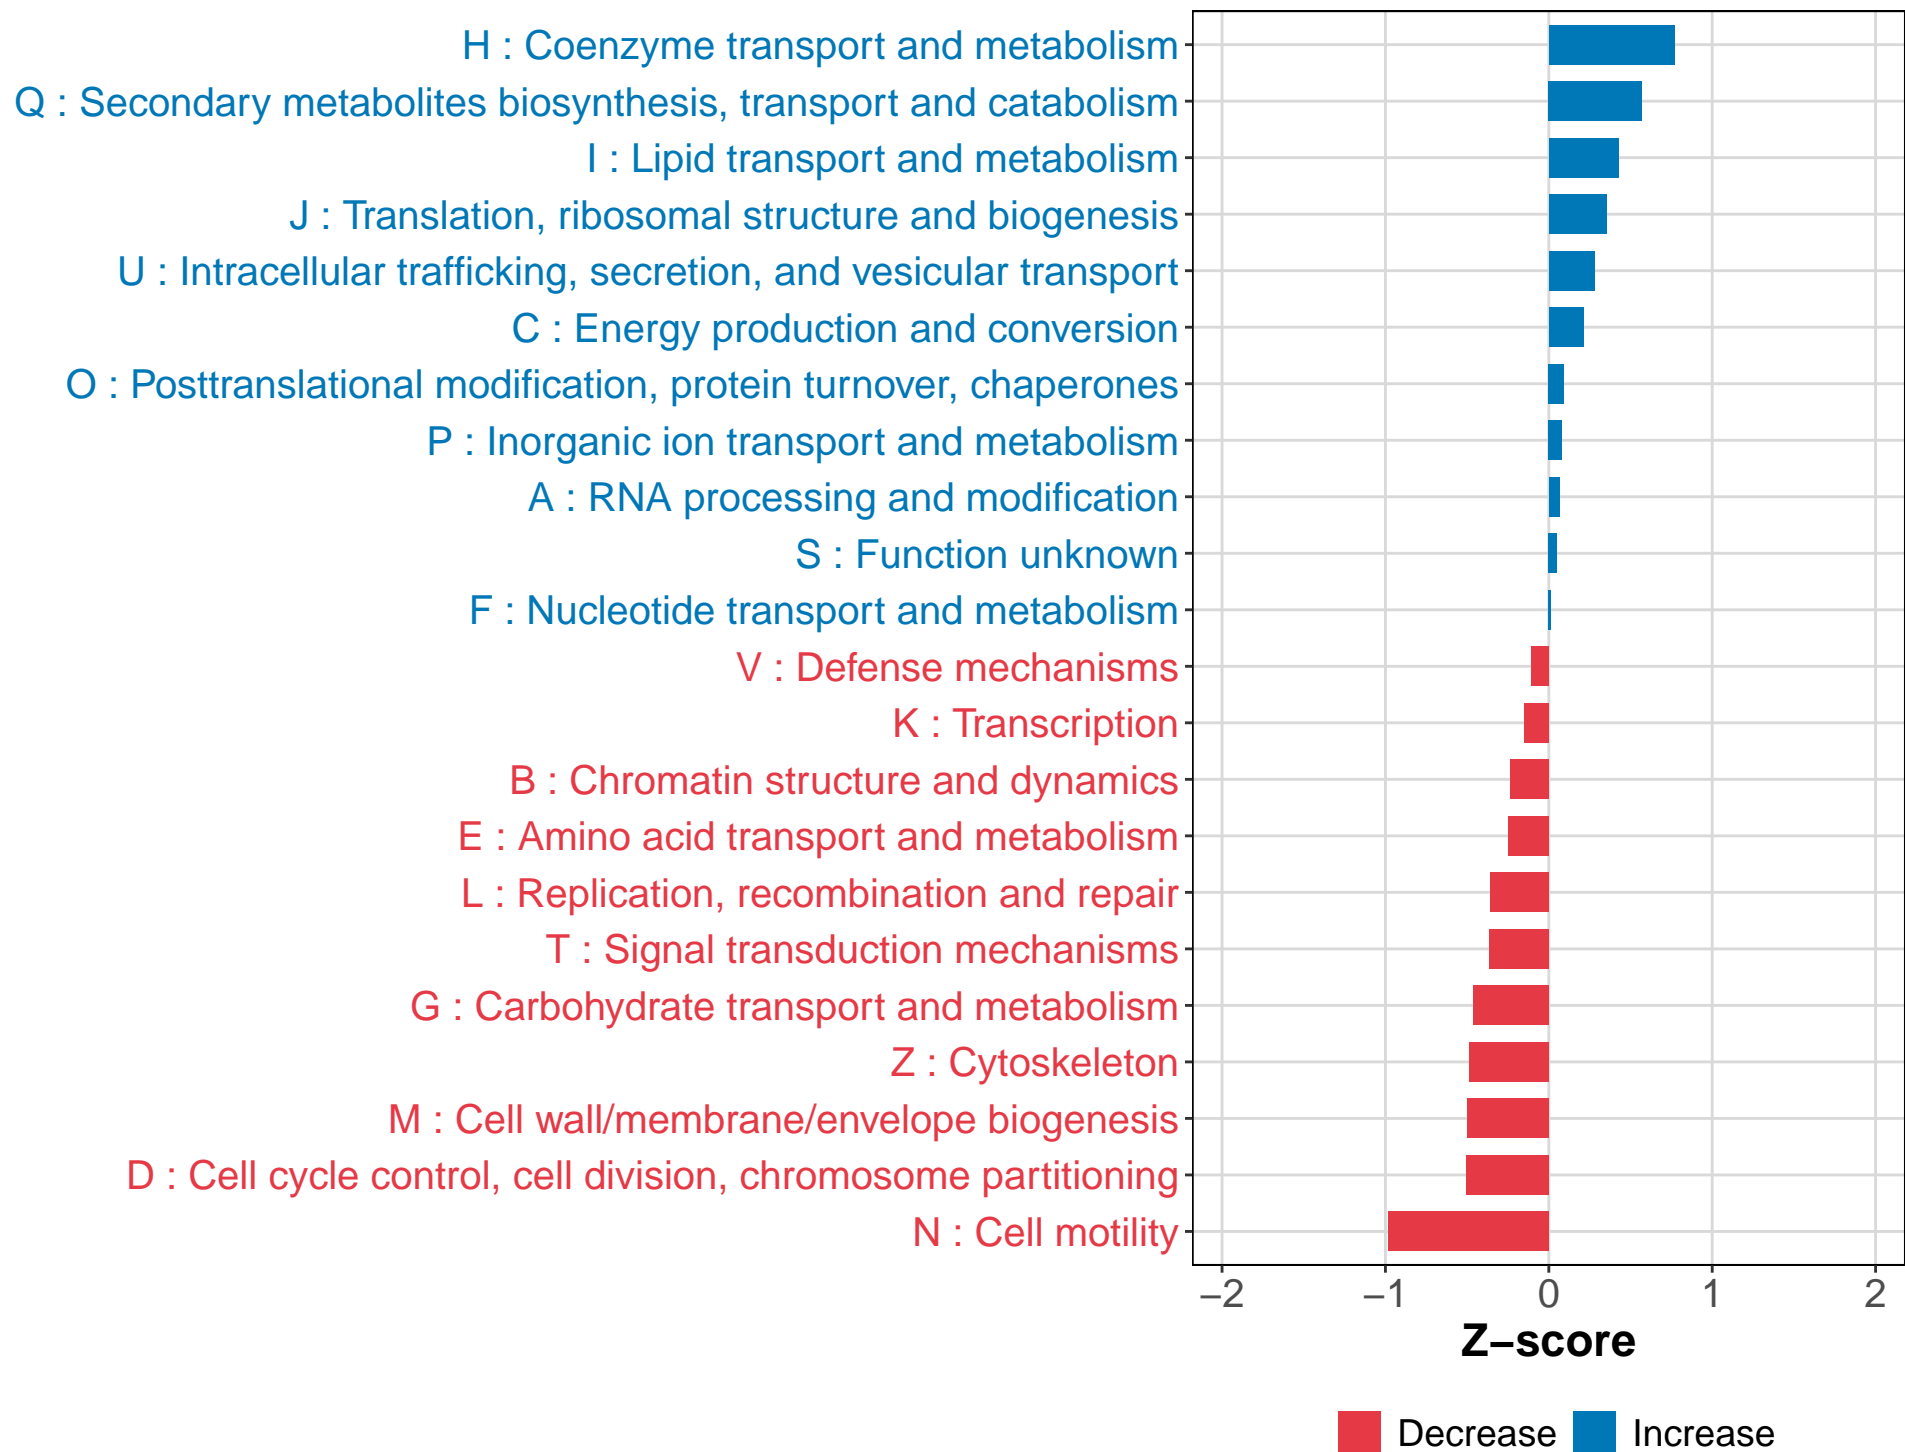 H : Coenzyme transport and metabolism
Q : Secondary metabolites biosynthesis, transport and catabolism
I : Lipid transport and metabolism
J : Translation, ribosomal structure and biogenesis
U : Intracellular trafficking, secretion, and vesicular transport
C : Energy production and conversion
O : Posttranslational modification, protein turnover, chaperones
P : Inorganic ion transport and metabolism
A : RNA processing and modification
S : Function unknown
F : Nucleotide transport and metabolism
V : Defense mechanisms
K : Transcription
B : Chromatin structure and dynamics
E : Amino acid transport and metabolism
L : Replication, recombination and repair
T : Signal transduction mechanisms
G : Carbohydrate transport and metabolism
Z : Cytoskeleton
M : Cell wall/membrane/envelope biogenesis
D : Cell cycle control, cell division, chromosome partitioning
N : Cell motility
−2 −1 0 1 2
Z−score
Decrease Increase